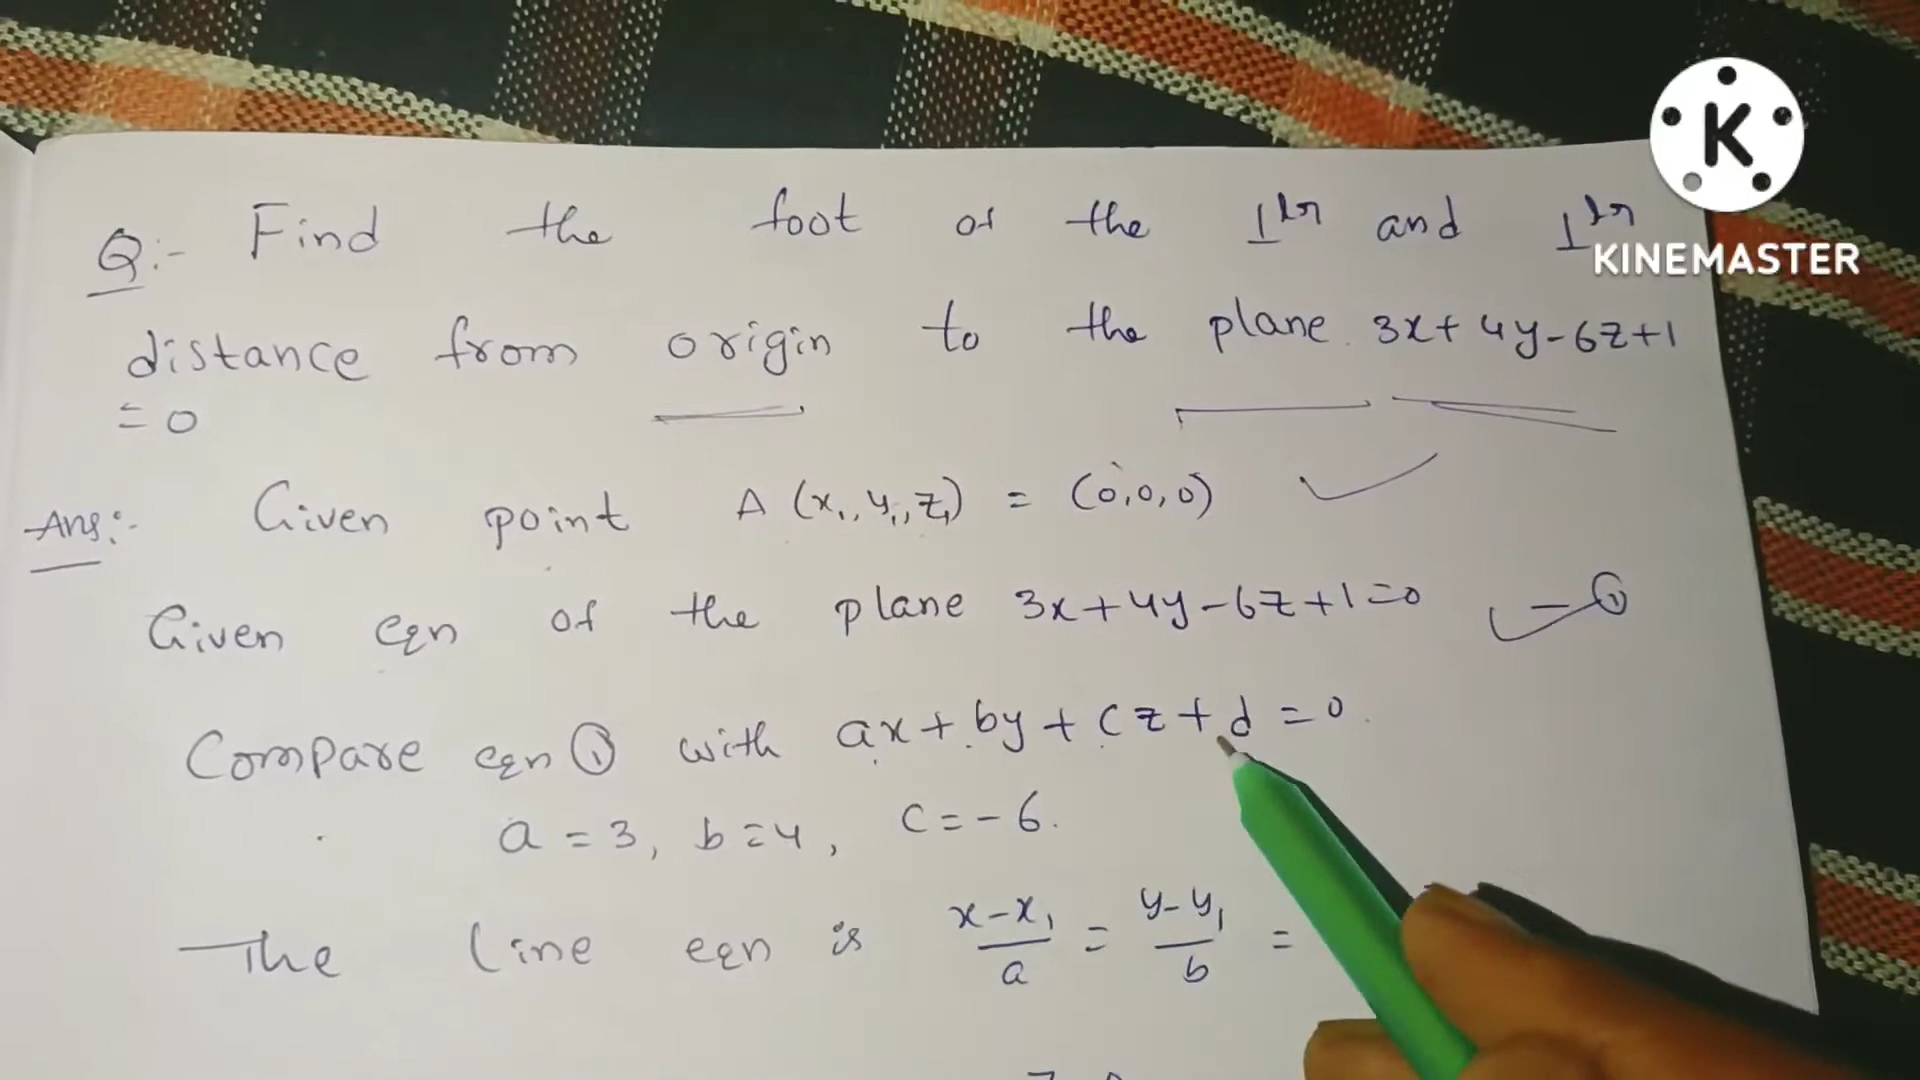 Q:- Find the foot of the ⊥lr and ⊥lr
distance from origin to the plane 3x+4y-6z+1
=0
Ans:- Given point A (x₁, y₁, z₁) = (0,0,0)
Given eqn of the plane 3x+4y-6z+1=0 —①
Compare eqn ① with ax+by+cz+d=0.
a=3, b=4, c=-6.
The line eqn is (x-x₁)/a = (y-y₁)/b =
K
KINEMASTER